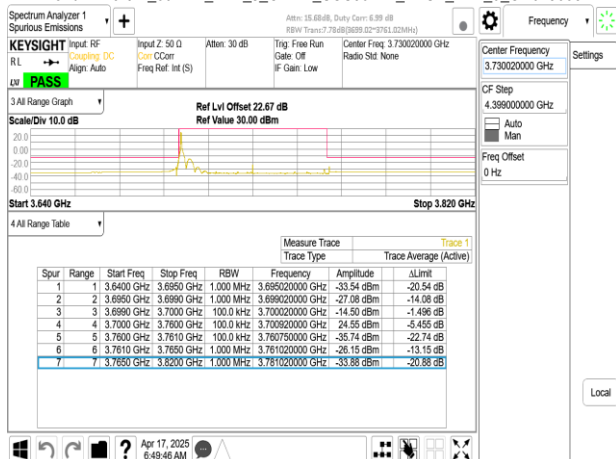 Spectrum Analyzer 1
Spurious Emissions
+
Attn: 15.68dB, Duty Corr: 6.99 dB
RBW Trans:7.78dB(3699.02~3761.02MHz)
Frequency
KEYSIGHT
RL
Input: RF
Coupling: DC
Align: Auto
Input Z: 50 Ω
Corr CCorr
Freq Ref: Int (S)
Atten: 30 dB
Trig: Free Run
Gate: Off
IF Gain: Low
Center Freq: 3.730020000 GHz
Radio Std: None
PASS
Center Frequency
3.730020000 GHz
Settings
CF Step
4.399000000 GHz
Auto
Man
Freq Offset
0 Hz
3 All Range Graph
Scale/Div 10.0 dB
Ref Lvl Offset 22.67 dB
Ref Value 30.00 dBm
20.0
0.00
-20.0
-40.0
-60.0
Start 3.640 GHz
Stop 3.820 GHz
4 All Range Table
Measure Trace Trace 1
Trace Type Trace Average (Active)
Spur Range Start Freq Stop Freq RBW Frequency Amplitude ΔLimit
1 1 3.6400 GHz 3.6950 GHz 1.000 MHz 3.695020000 GHz -33.54 dBm -20.54 dB
2 2 3.6950 GHz 3.6990 GHz 1.000 MHz 3.699020000 GHz -27.08 dBm -14.08 dB
3 3 3.6990 GHz 3.7000 GHz 100.0 kHz 3.700020000 GHz -14.50 dBm -1.496 dB
4 4 3.7000 GHz 3.7600 GHz 100.0 kHz 3.700920000 GHz 24.55 dBm -5.455 dB
5 5 3.7600 GHz 3.7610 GHz 100.0 kHz 3.760750000 GHz -35.74 dBm -22.74 dB
6 6 3.7610 GHz 3.7650 GHz 1.000 MHz 3.761020000 GHz -26.15 dBm -13.15 dB
7 7 3.7650 GHz 3.8200 GHz 1.000 MHz 3.781020000 GHz -33.88 dBm -20.88 dB
Local
?
Apr 17, 2025
6:49:46 AM